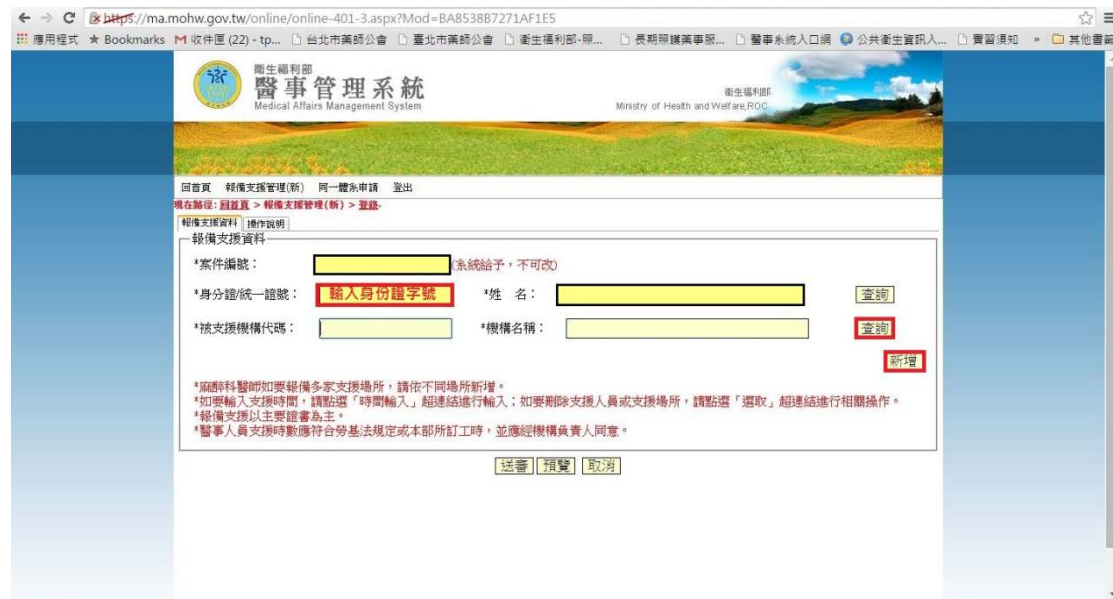 https://ma.mohw.gov.tw/online/online-401-3.aspx?Mod=BA8538B7271AF1E5
應用程式 Bookmarks 收件匣 (22) - tp... 台北市藥師公會 臺北市藥師公會 衛生福利部-照... 長期照護藥事服... 醫事系統入口網 公共衛生資訊人... 實習須知 » 其他書籤
衛生福利部
醫事管理系統
Medical Affairs Management System
衛生福利部
Ministry of Health and Welfare,ROC
回首頁 報備支援管理(新) 同一體系申請 登出
現在路徑: 回首頁 > 報備支援管理(新) > 登錄-
報備支援資料 操作說明
報備支援資料
*案件編號: (系統給予,不可改)
*身分證/統一證號: 輸入身份證字號 *姓 名: 查詢
*被支援機構代碼: *機構名稱: 查詢
新增
*麻醉科醫師如要報備多家支援場所,請依不同場所新增。
*如要輸入支援時間,請點選「時間輸入」超連結進行輸入;如要刪除支援人員或支援場所,請點選「選取」超連結進行相關操作。
*報備支援以主要證書為主。
*醫事人員支援時數應符合勞基法規定或本部所訂工時,並應經機構負責人同意。
送審 預覽 取消